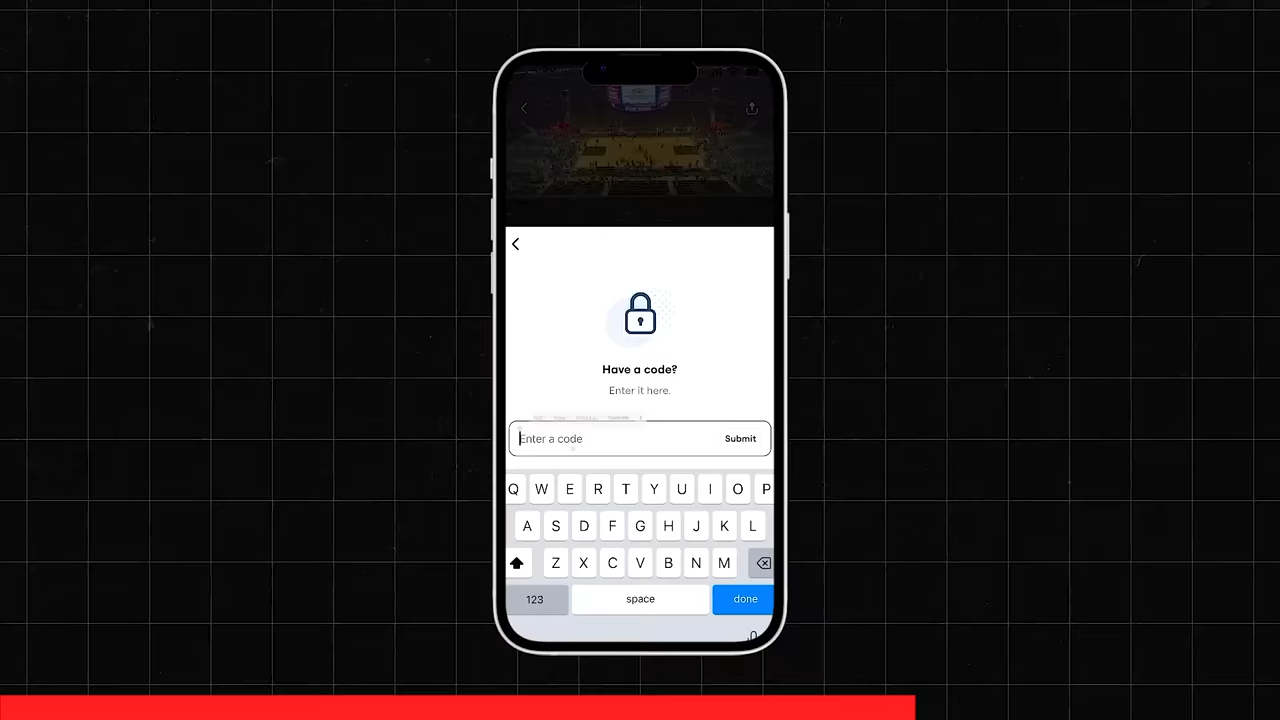 Have a code?
Enter it here.
Enter a code Submit
Q W E R T Y U I O P
A S D F G H J K L
Z X C V B N M
123 space done